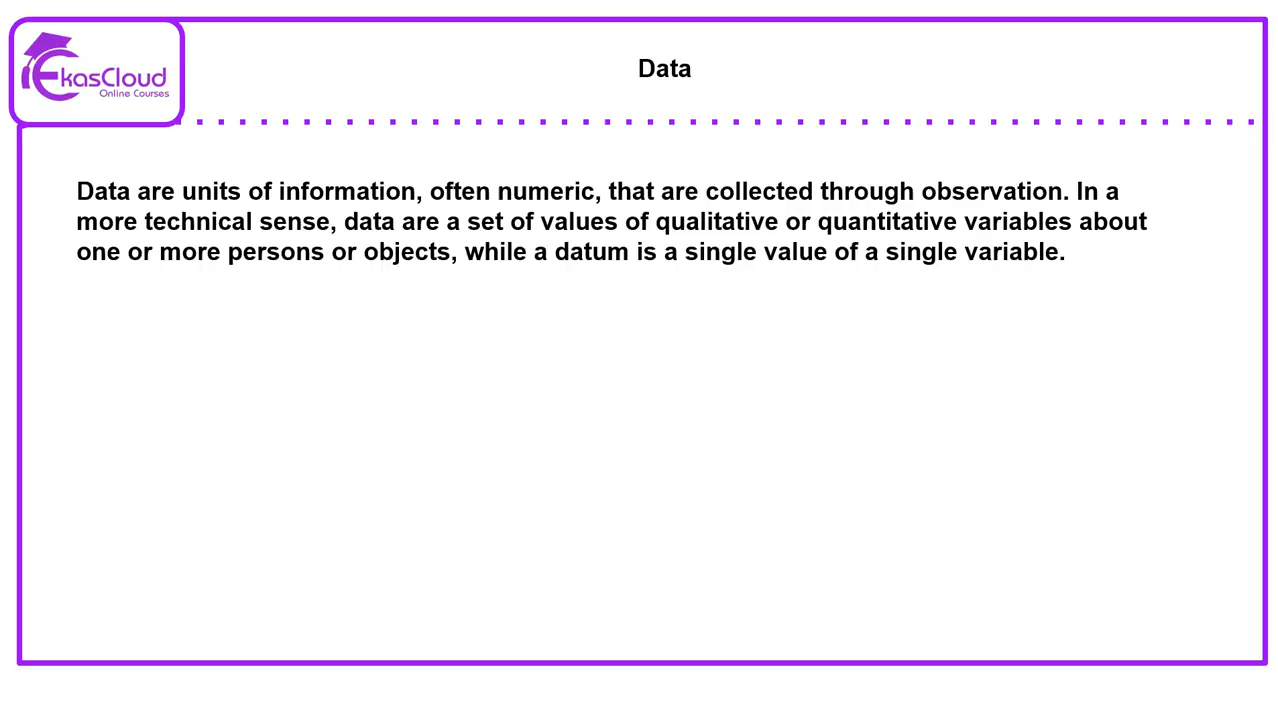 EkasCloud
Online Courses
Data
Data are units of information, often numeric, that are collected through observation. In a
more technical sense, data are a set of values of qualitative or quantitative variables about
one or more persons or objects, while a datum is a single value of a single variable.